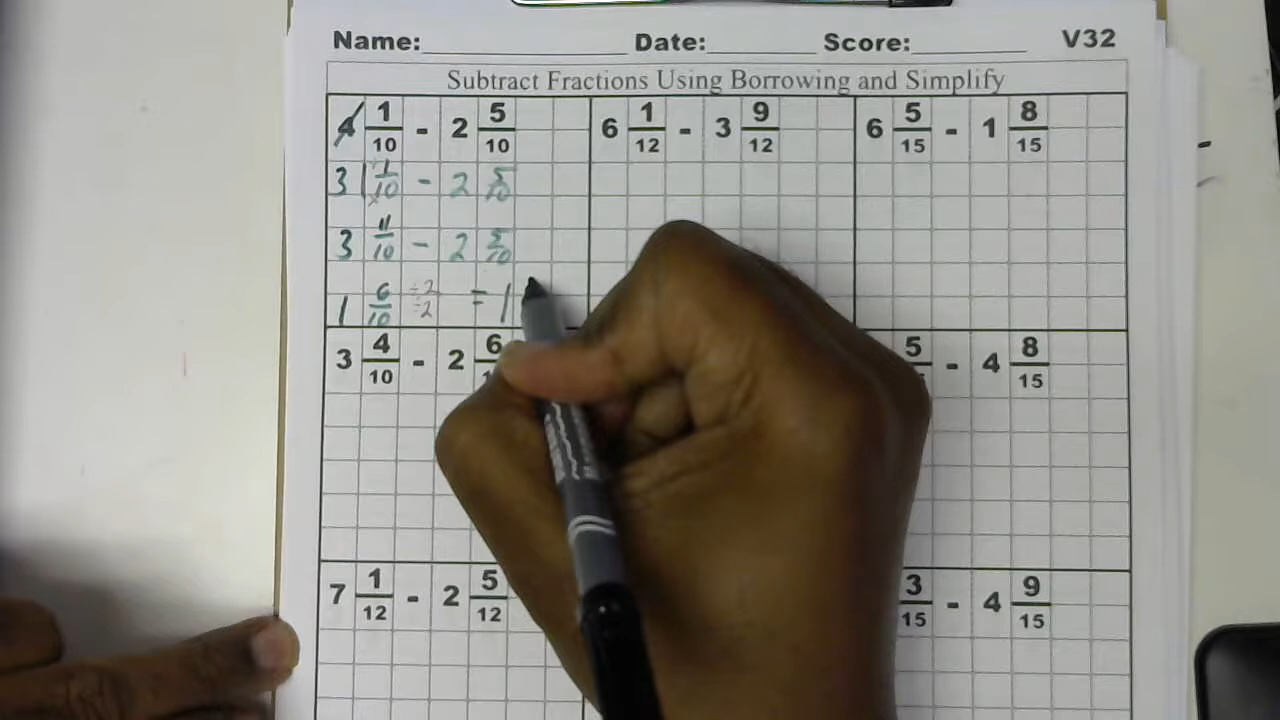 Name: Date: Score: V32
Subtract Fractions Using Borrowing and Simplify
4 1/10 - 2 5/10
6 1/12 - 3 9/12
6 5/15 - 1 8/15
3 1 1/10 - 2 5/10
3 11/10 - 2 5/10
1 6/10 ÷2/÷2 = 1
3 4/10 - 2 6
5 - 4 8/15
7 1/12 - 2 5/12
3/15 - 4 9/15